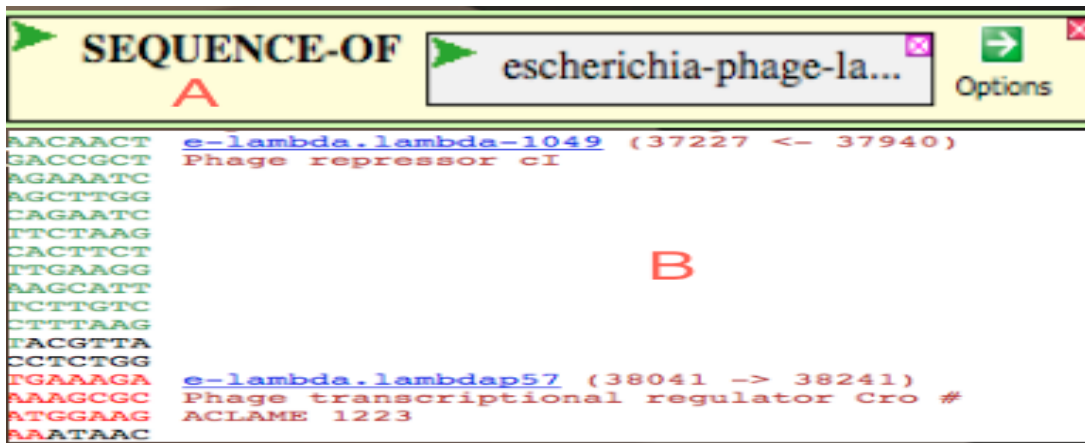 SEQUENCE-OF
escherichia-phage-la...
Options
A
AACAACT e-lambda.lambda-1049 (37227 <- 37940)
GACCGCT Phage repressor cI
AGAAATC
AGCTTGG
CAGAATC
TTCTAAG
CACTTCT
TTGAAGG
B
AAGCATT
TCTTGTC
CTTTAAG
TACGTTA
CCTCTGG
TGAAAGA e-lambda.lambdap57 (38041 -> 38241)
AAAGCGC Phage transcriptional regulator Cro #
ATGGAAG ACLAME 1223
AAATAAC